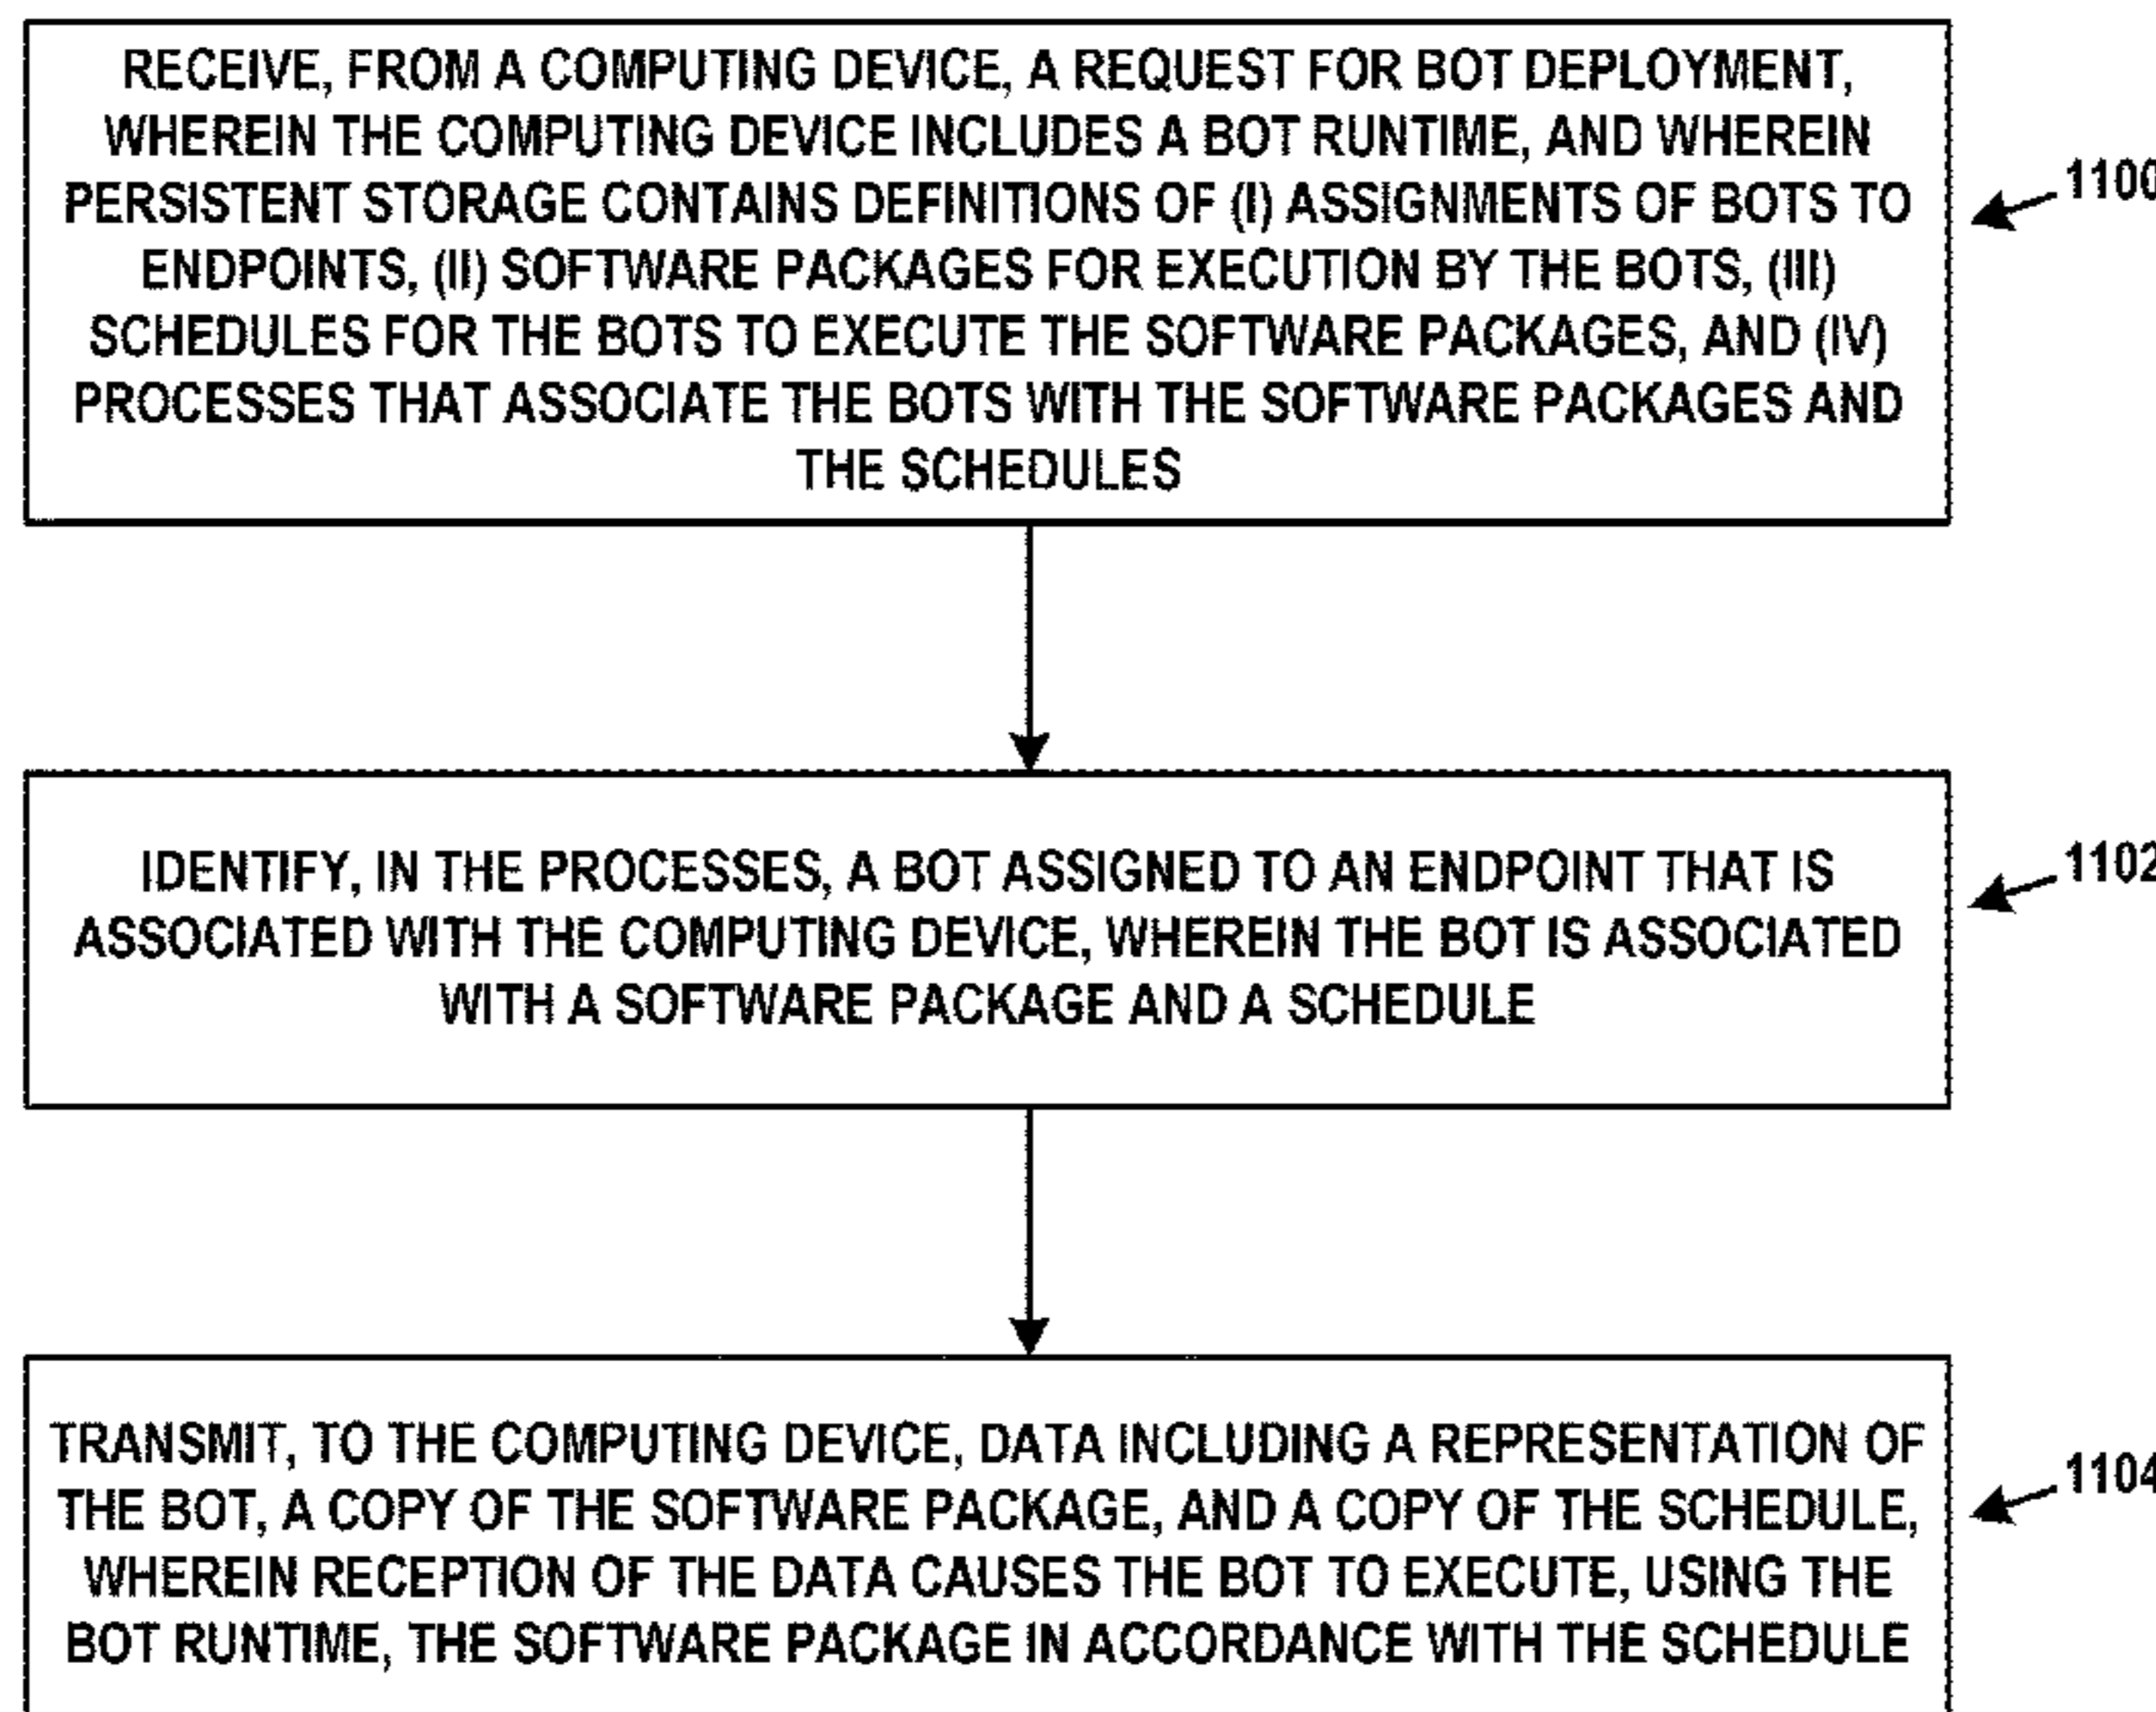 RECEIVE, FROM A COMPUTING DEVICE, A REQUEST FOR BOT DEPLOYMENT,
WHEREIN THE COMPUTING DEVICE INCLUDES A BOT RUNTIME, AND WHEREIN
PERSISTENT STORAGE CONTAINS DEFINITIONS OF (I) ASSIGNMENTS OF BOTS TO
ENDPOINTS, (II) SOFTWARE PACKAGES FOR EXECUTION BY THE BOTS, (III)
SCHEDULES FOR THE BOTS TO EXECUTE THE SOFTWARE PACKAGES, AND (IV)
PROCESSES THAT ASSOCIATE THE BOTS WITH THE SOFTWARE PACKAGES AND
THE SCHEDULES
1100
IDENTIFY, IN THE PROCESSES, A BOT ASSIGNED TO AN ENDPOINT THAT IS
ASSOCIATED WITH THE COMPUTING DEVICE, WHEREIN THE BOT IS ASSOCIATED
WITH A SOFTWARE PACKAGE AND A SCHEDULE
1102
TRANSMIT, TO THE COMPUTING DEVICE, DATA INCLUDING A REPRESENTATION OF
THE BOT, A COPY OF THE SOFTWARE PACKAGE, AND A COPY OF THE SCHEDULE,
WHEREIN RECEPTION OF THE DATA CAUSES THE BOT TO EXECUTE, USING THE
BOT RUNTIME, THE SOFTWARE PACKAGE IN ACCORDANCE WITH THE SCHEDULE
1104